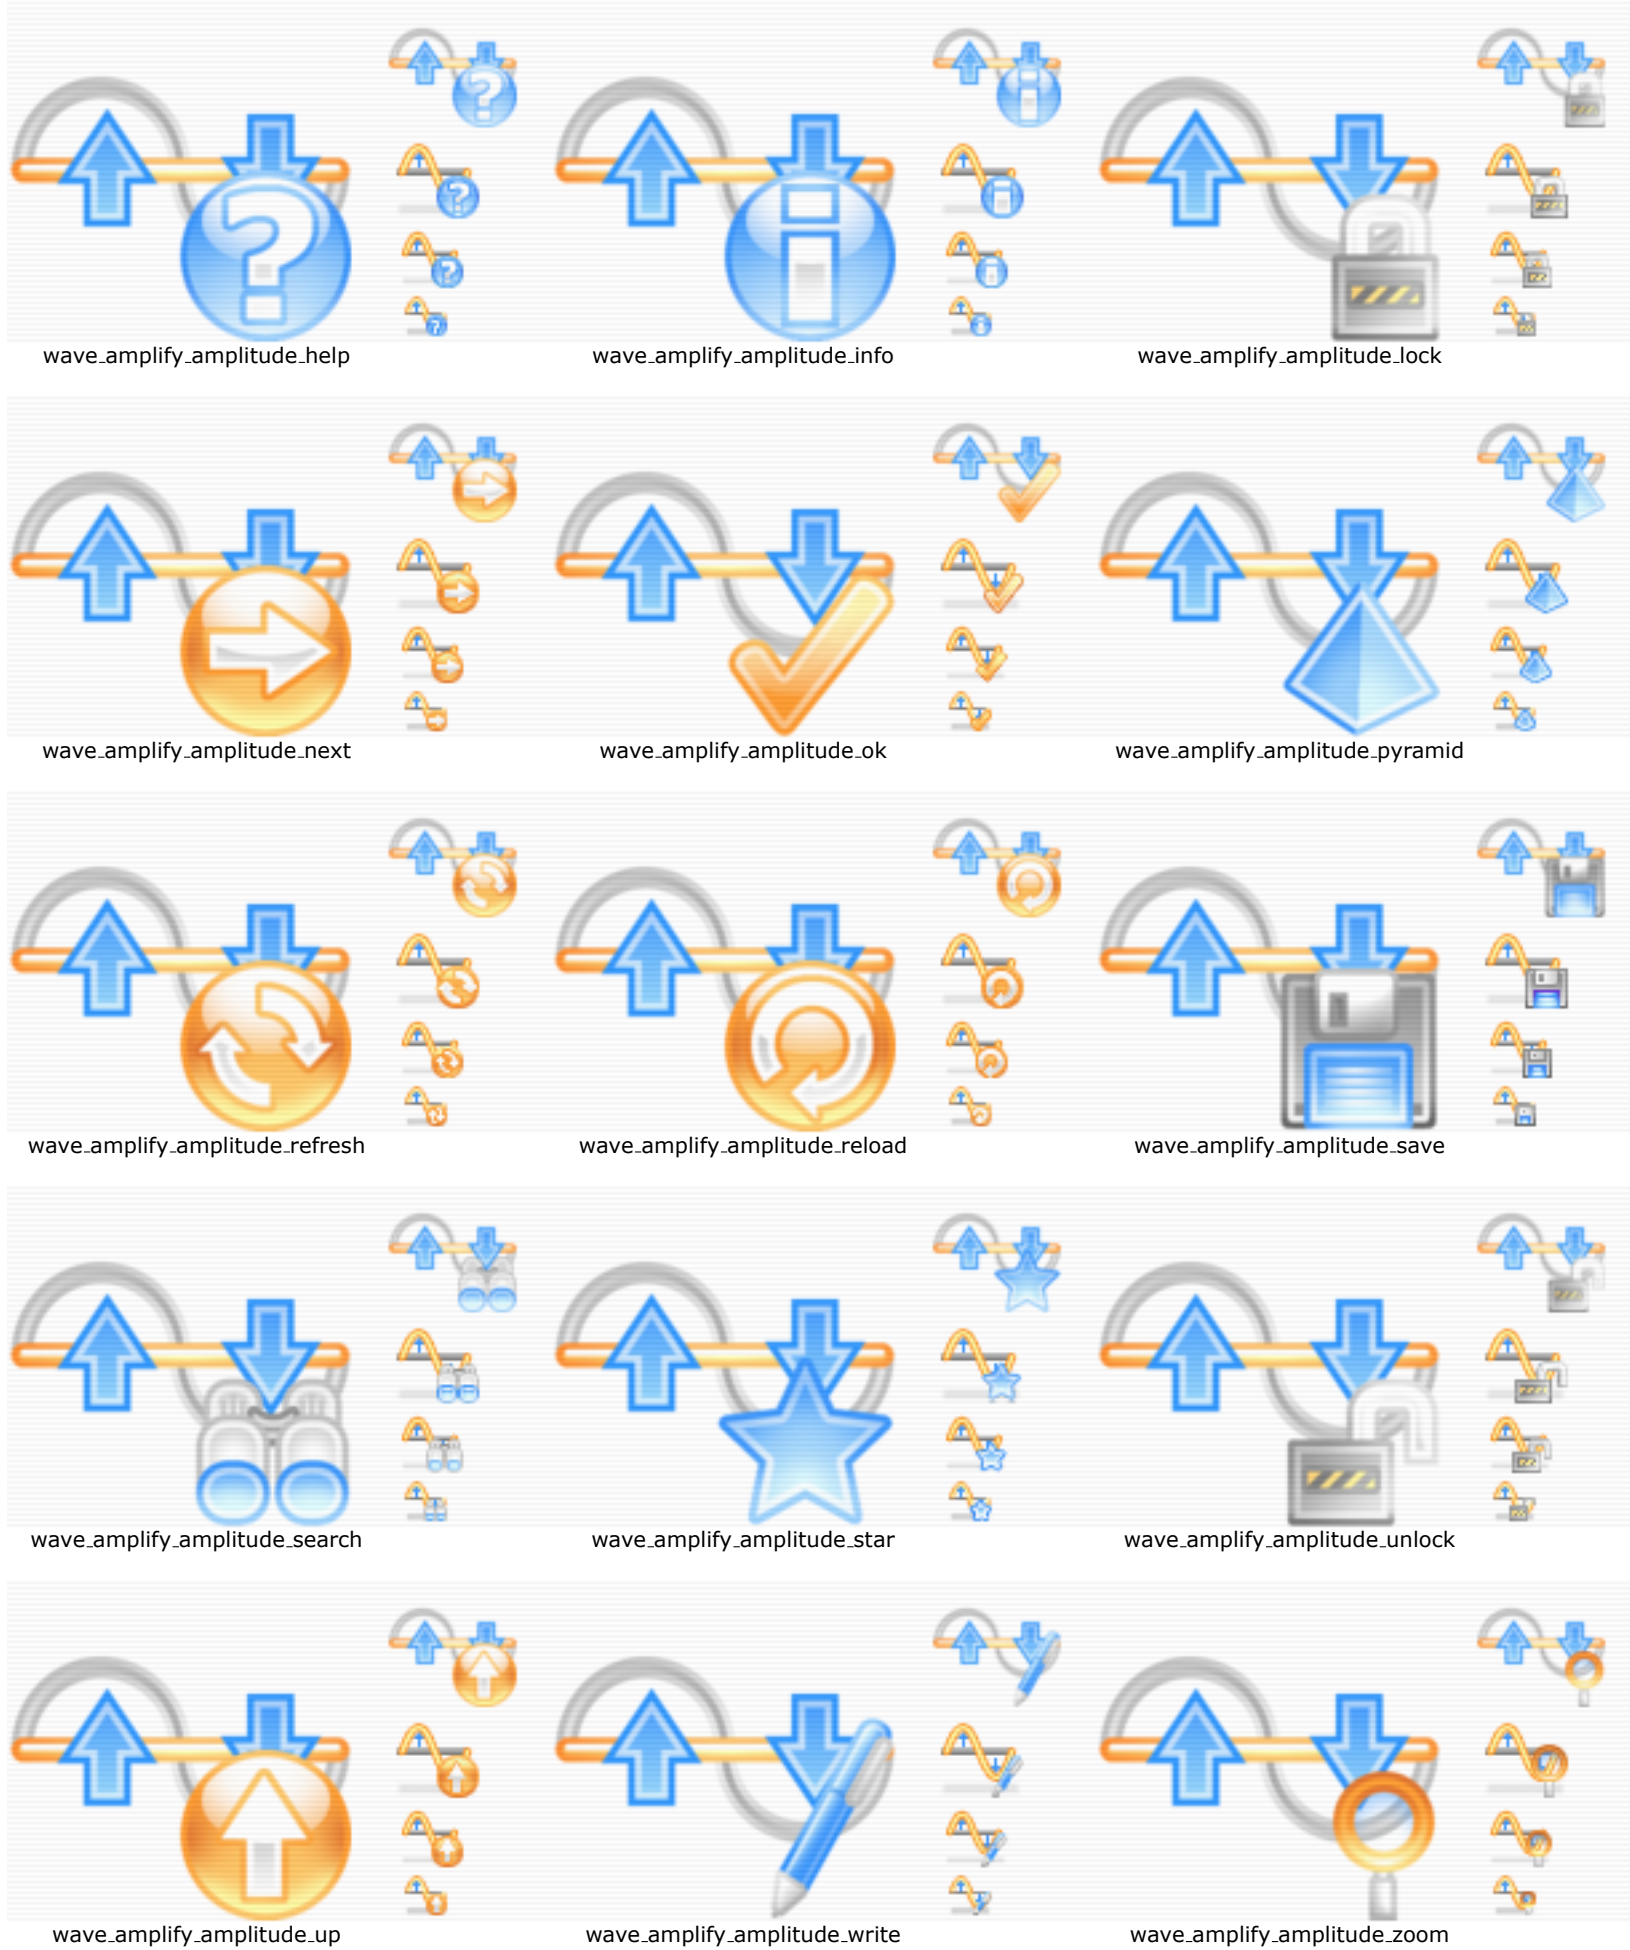 wave_amplify_amplitude_help
wave_amplify_amplitude_info
wave_amplify_amplitude_lock
wave_amplify_amplitude_next
wave_amplify_amplitude_ok
wave_amplify_amplitude_pyramid
wave_amplify_amplitude_refresh
wave_amplify_amplitude_reload
wave_amplify_amplitude_save
wave_amplify_amplitude_search
wave_amplify_amplitude_star
wave_amplify_amplitude_unlock
wave_amplify_amplitude_up
wave_amplify_amplitude_write
wave_amplify_amplitude_zoom